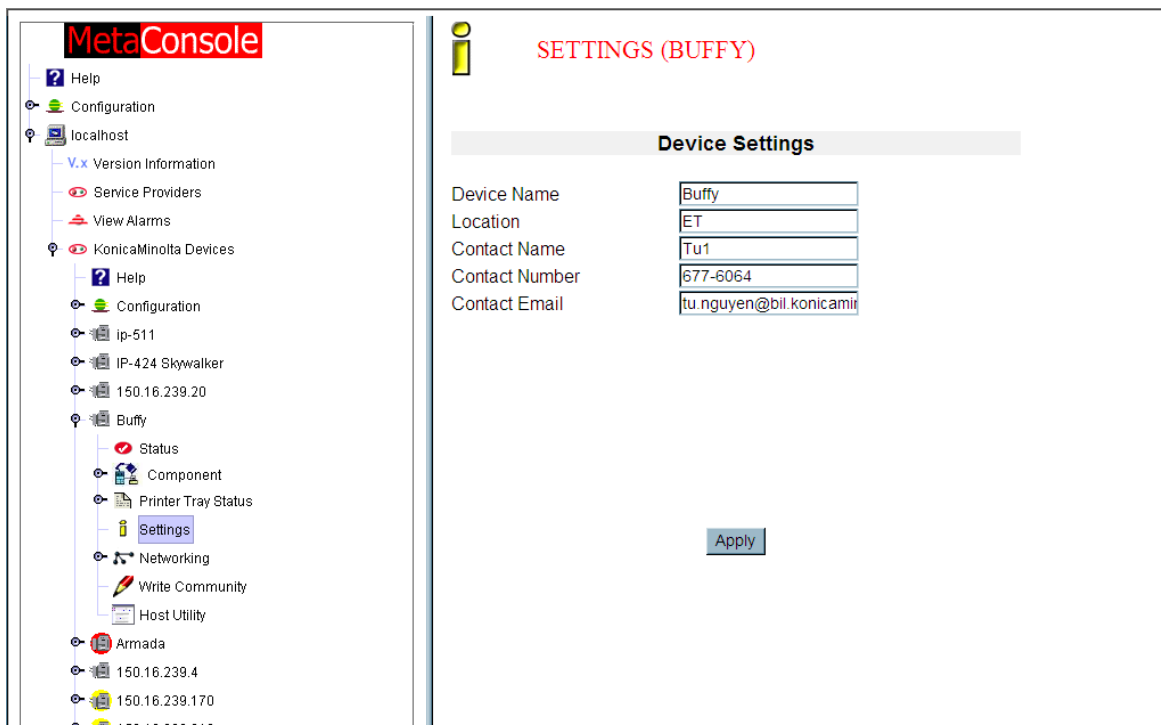 MetaConsole
Help
Configuration
localhost
V.x Version Information
Service Providers
View Alarms
KonicaMinolta Devices
Help
Configuration
ip-511
IP-424 Skywalker
150.16.239.20
Buffy
Status
Component
Printer Tray Status
Settings
Networking
Write Community
Host Utility
Armada
150.16.239.4
150.16.239.170
SETTINGS (BUFFY)
Device Settings
Device Name Buffy
Location ET
Contact Name Tu1
Contact Number 677-6064
Contact Email tu.nguyen@bil.konicamin
Apply